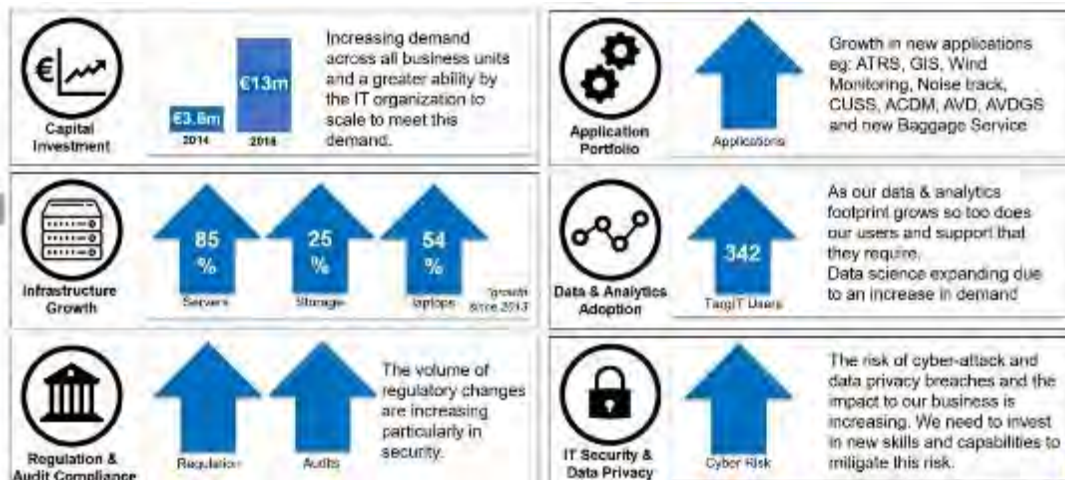 €
Capital
Investment
€3.8m
2014
€13m
Increasing demand
across all business units
and a greater ability by
the IT organization to
scale to meet this
demand.
Application
Portfolio
Applications
Growth in new applications
eg: ATRS, GIS, Wind
Monitoring, Noise track,
CUSS, ACDM, AVD, AVDGS
and new Baggage Service
Infrastructure
Growth
85
%
Servers
25
%
Storage
54
%
laptops
*growth
since 2013
Data & Analytics
Adoption
342
TargIT Users
As our data & analytics
footprint grows so too does
our users and support that
they require.
Data science expanding due
to an increase in demand
Regulation &
Audit Compliance
Regulation
Audits
The volume of
regulatory changes
are increasing
particularly in
security.
IT Security &
Data Privacy
Cyber Risk
The risk of cyber-attack and
data privacy breaches and the
impact to our business is
increasing. We need to invest
in new skills and capabilities to
mitigate this risk.